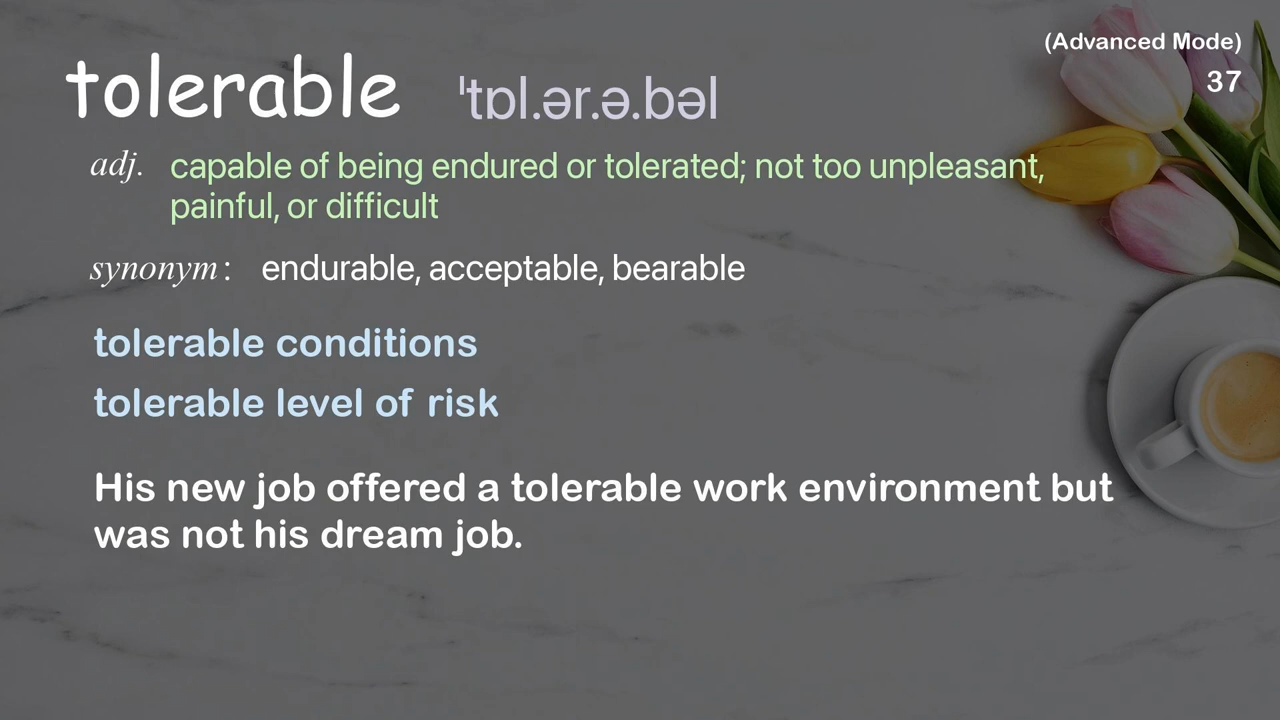 (Advanced Mode)
tolerable ˈtɒl.ər.ə.bəl
37
adj. capable of being endured or tolerated; not too unpleasant,
painful, or difficult
synonym : endurable, acceptable, bearable
tolerable conditions
tolerable level of risk
His new job offered a tolerable work environment but
was not his dream job.